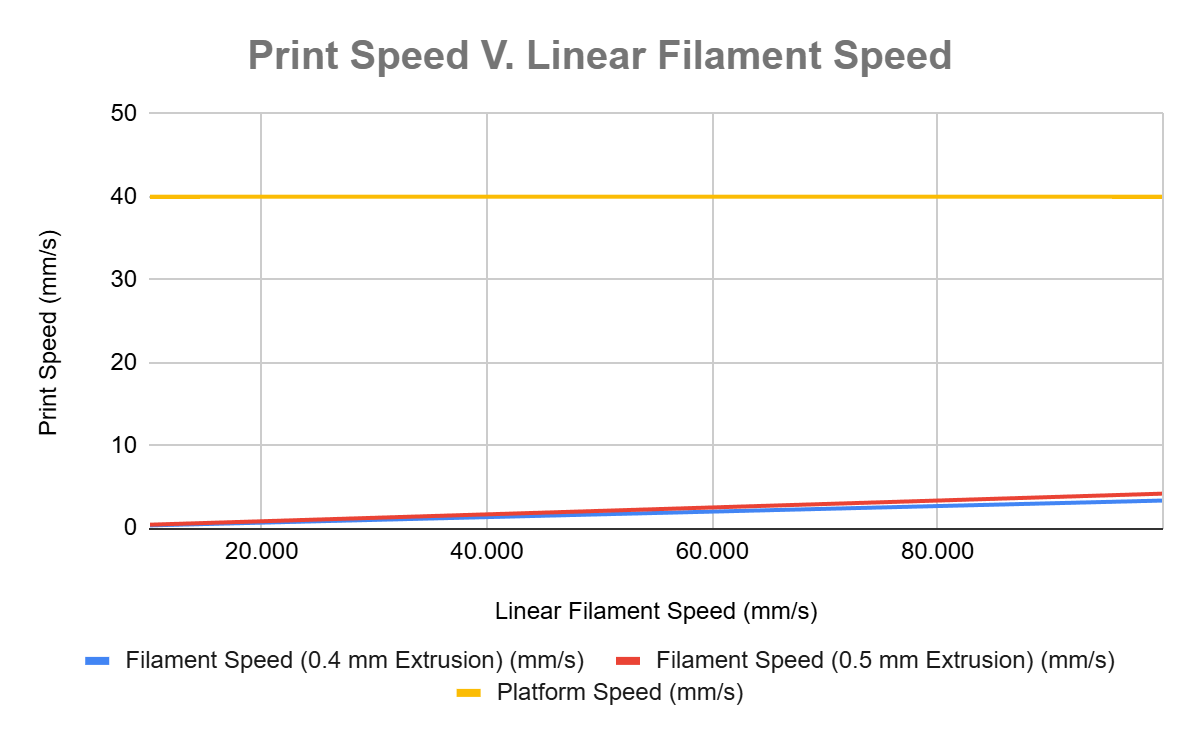 Print Speed V. Linear Filament Speed
50
40
30
20
10
0
Print Speed (mm/s)
20.000
40.000
60.000
80.000
Linear Filament Speed (mm/s)
Filament Speed (0.4 mm Extrusion) (mm/s)
Filament Speed (0.5 mm Extrusion) (mm/s)
Platform Speed (mm/s)